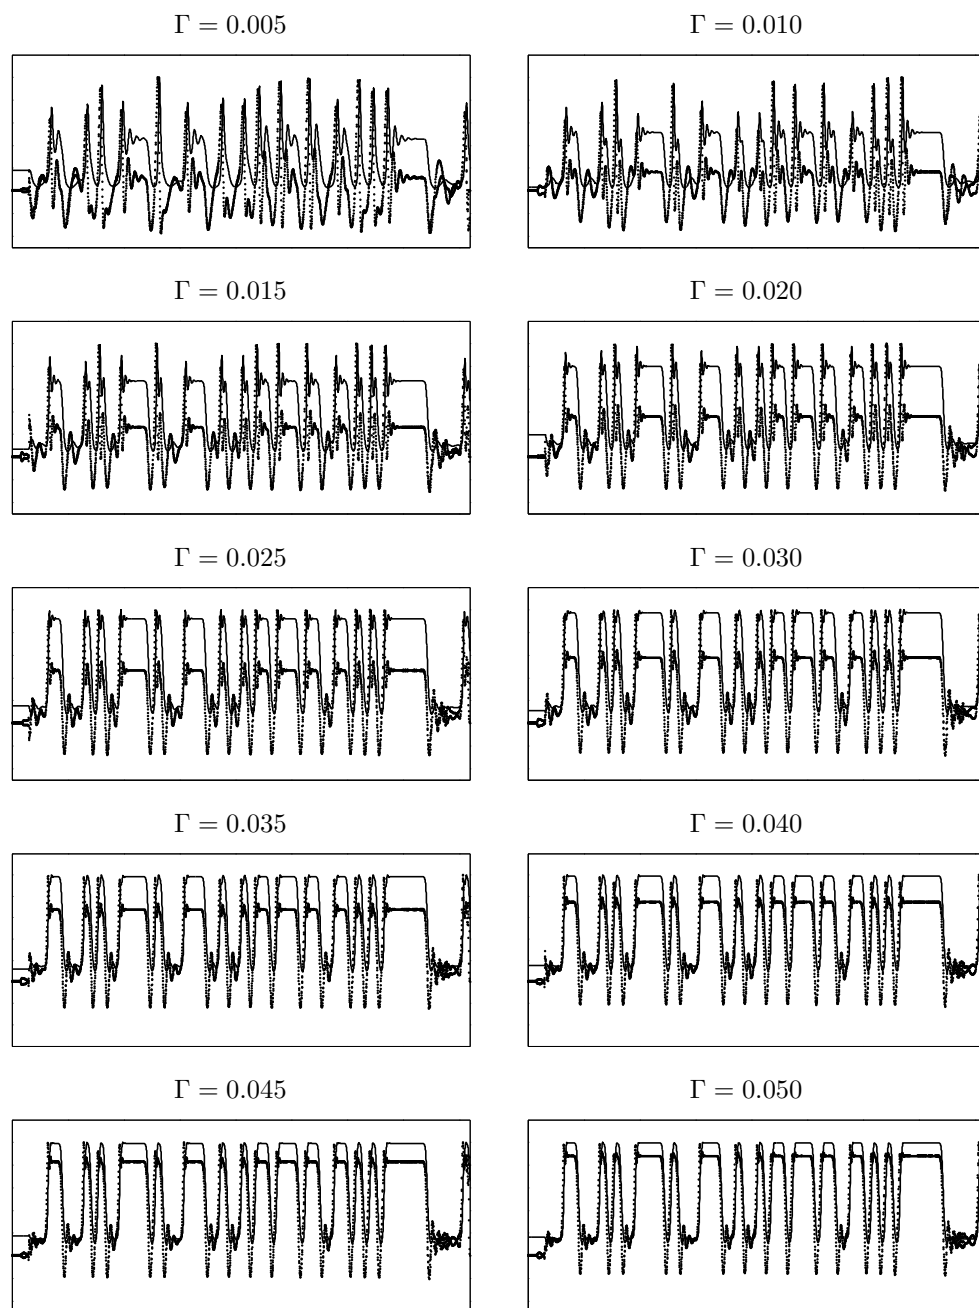 Γ = 0.005
Γ = 0.010
Γ = 0.015
Γ = 0.020
Γ = 0.025
Γ = 0.030
Γ = 0.035
Γ = 0.040
Γ = 0.045
Γ = 0.050